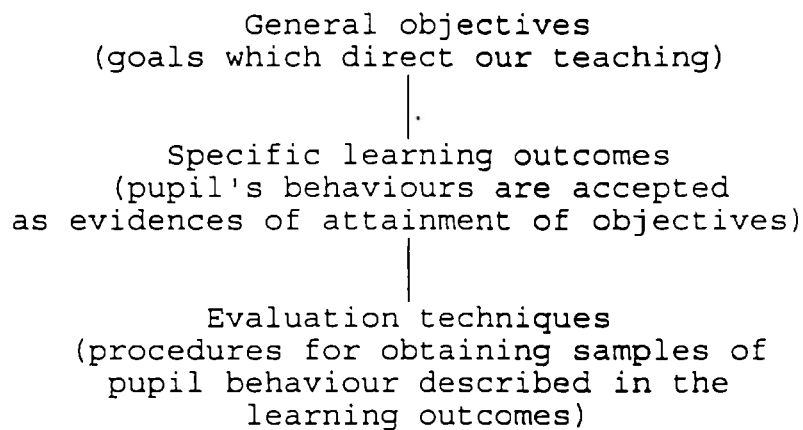 General objectives
(goals which direct our teaching)
Specific learning outcomes
(pupil's behaviours are accepted
as evidences of attainment of objectives)
Evaluation techniques
(procedures for obtaining samples of
pupil behaviour described in the
learning outcomes)